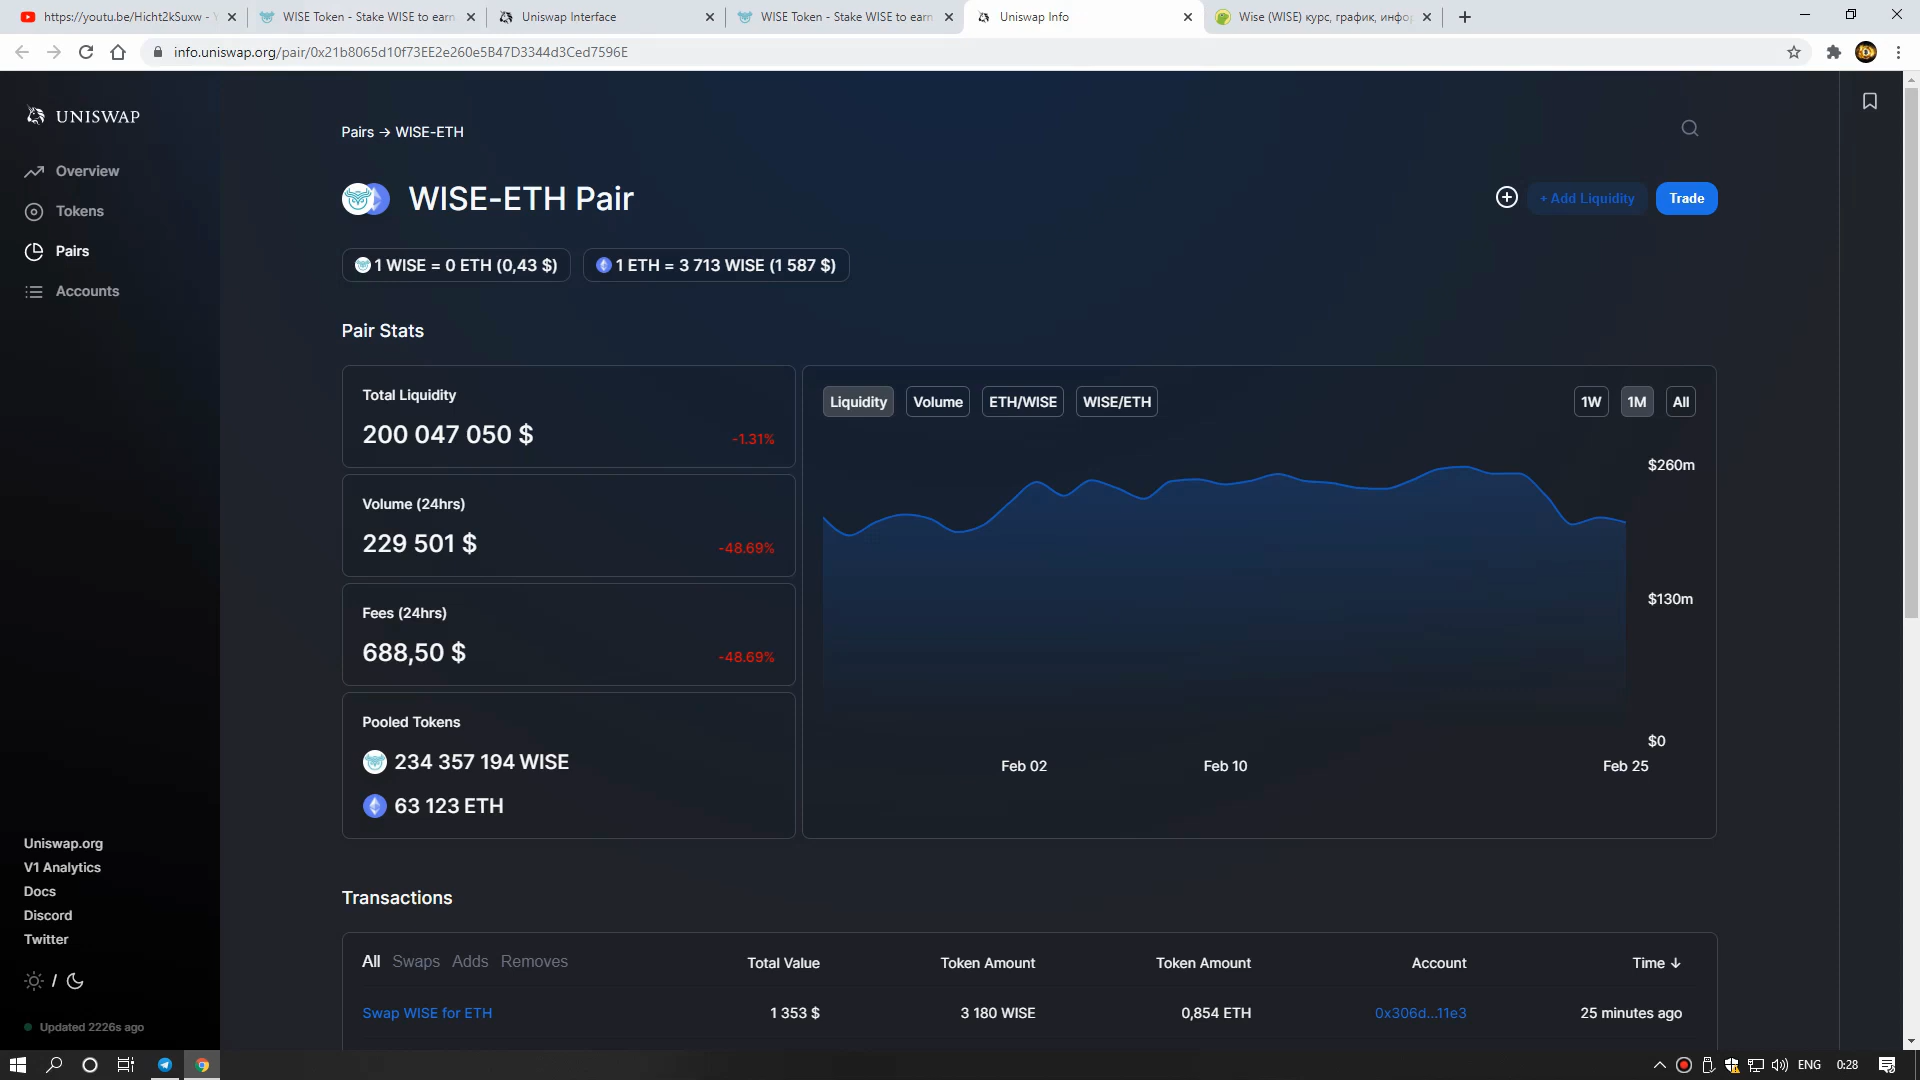 https://youtu.be/Hicht2kSuxw -
WISE Token - Stake WISE to earn
Uniswap Interface
WISE Token - Stake WISE to earn
Uniswap Info
Wise (WISE) курс, график, инфо
info.uniswap.org/pair/0x21b8065d10f73EE2e260e5B47D3344d3Ced7596E
UNISWAP
Overview
Tokens
Pairs
Accounts
Pairs → WISE-ETH
WISE-ETH Pair
+ Add Liquidity
Trade
1 WISE = 0 ETH (0,43 $)
1 ETH = 3 713 WISE (1 587 $)
Pair Stats
Total Liquidity
200 047 050 $
-1.31%
Volume (24hrs)
229 501 $
-48.69%
Fees (24hrs)
688,50 $
-48.69%
Pooled Tokens
234 357 194 WISE
63 123 ETH
Liquidity
Volume
ETH/WISE
WISE/ETH
1W
1M
All
$260m
$130m
$0
Feb 02
Feb 10
Feb 25
Transactions
All Swaps Adds Removes
Total Value
Token Amount
Token Amount
Account
Time ↓
Swap WISE for ETH
1 353 $
3 180 WISE
0,854 ETH
0x306d...11e3
25 minutes ago
Uniswap.org
V1 Analytics
Docs
Discord
Twitter
/
Updated 2226s ago
ENG
0:28